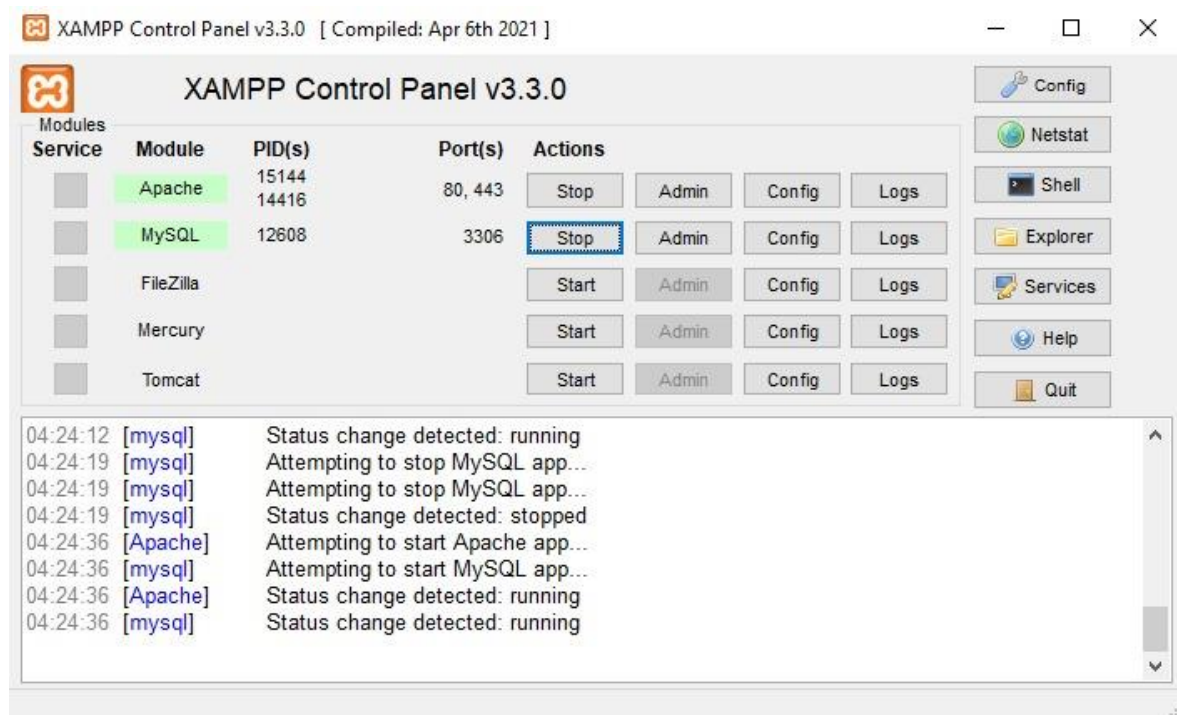 XAMPP Control Panel v3.3.0 [ Compiled: Apr 6th 2021 ]
XAMPP Control Panel v3.3.0
Modules
Service Module PID(s) Port(s) Actions
Apache 15144 14416 80, 443 Stop Admin Config Logs
MySQL 12608 3306 Stop Admin Config Logs
FileZilla Start Admin Config Logs
Mercury Start Admin Config Logs
Tomcat Start Admin Config Logs
Config
Netstat
Shell
Explorer
Services
Help
Quit
04:24:12 [mysql] Status change detected: running
04:24:19 [mysql] Attempting to stop MySQL app...
04:24:19 [mysql] Attempting to stop MySQL app...
04:24:19 [mysql] Status change detected: stopped
04:24:36 [Apache] Attempting to start Apache app...
04:24:36 [mysql] Attempting to start MySQL app...
04:24:36 [Apache] Status change detected: running
04:24:36 [mysql] Status change detected: running